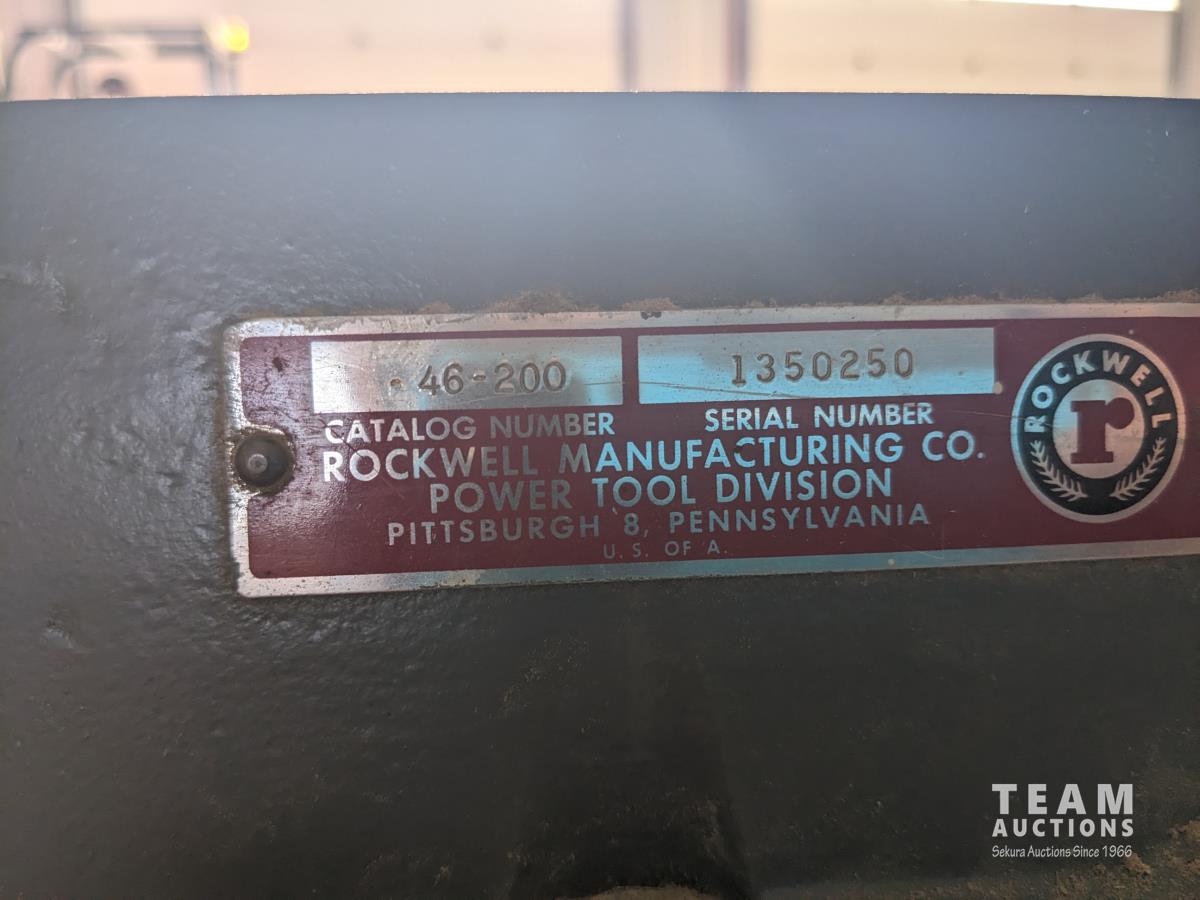 46-200
1350250
CATALOG NUMBER
SERIAL NUMBER
ROCKWELL MANUFACTURING CO.
POWER TOOL DIVISION
PITTSBURGH 8, PENNSYLVANIA
U. S. OF A.
ROCKWELL
r
TEAM
AUCTIONS
Sekura Auctions Since 1966